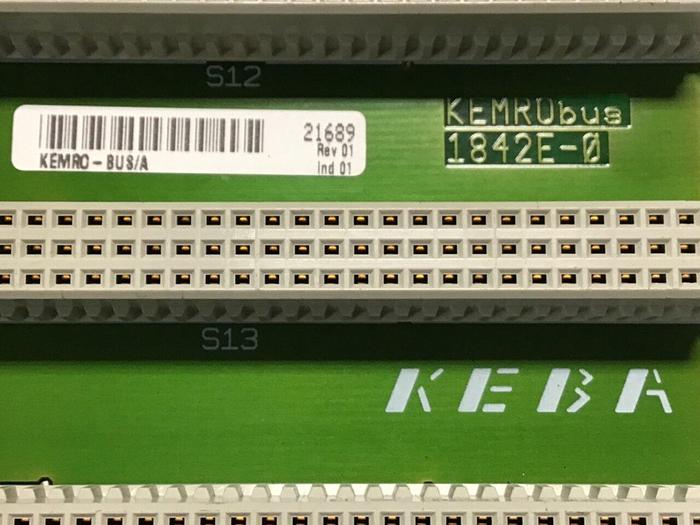 S12
21689
Rev 01
Ind 01
KEMRO-BUS/A
KEMRObus
1842E-0
S13
KEBA